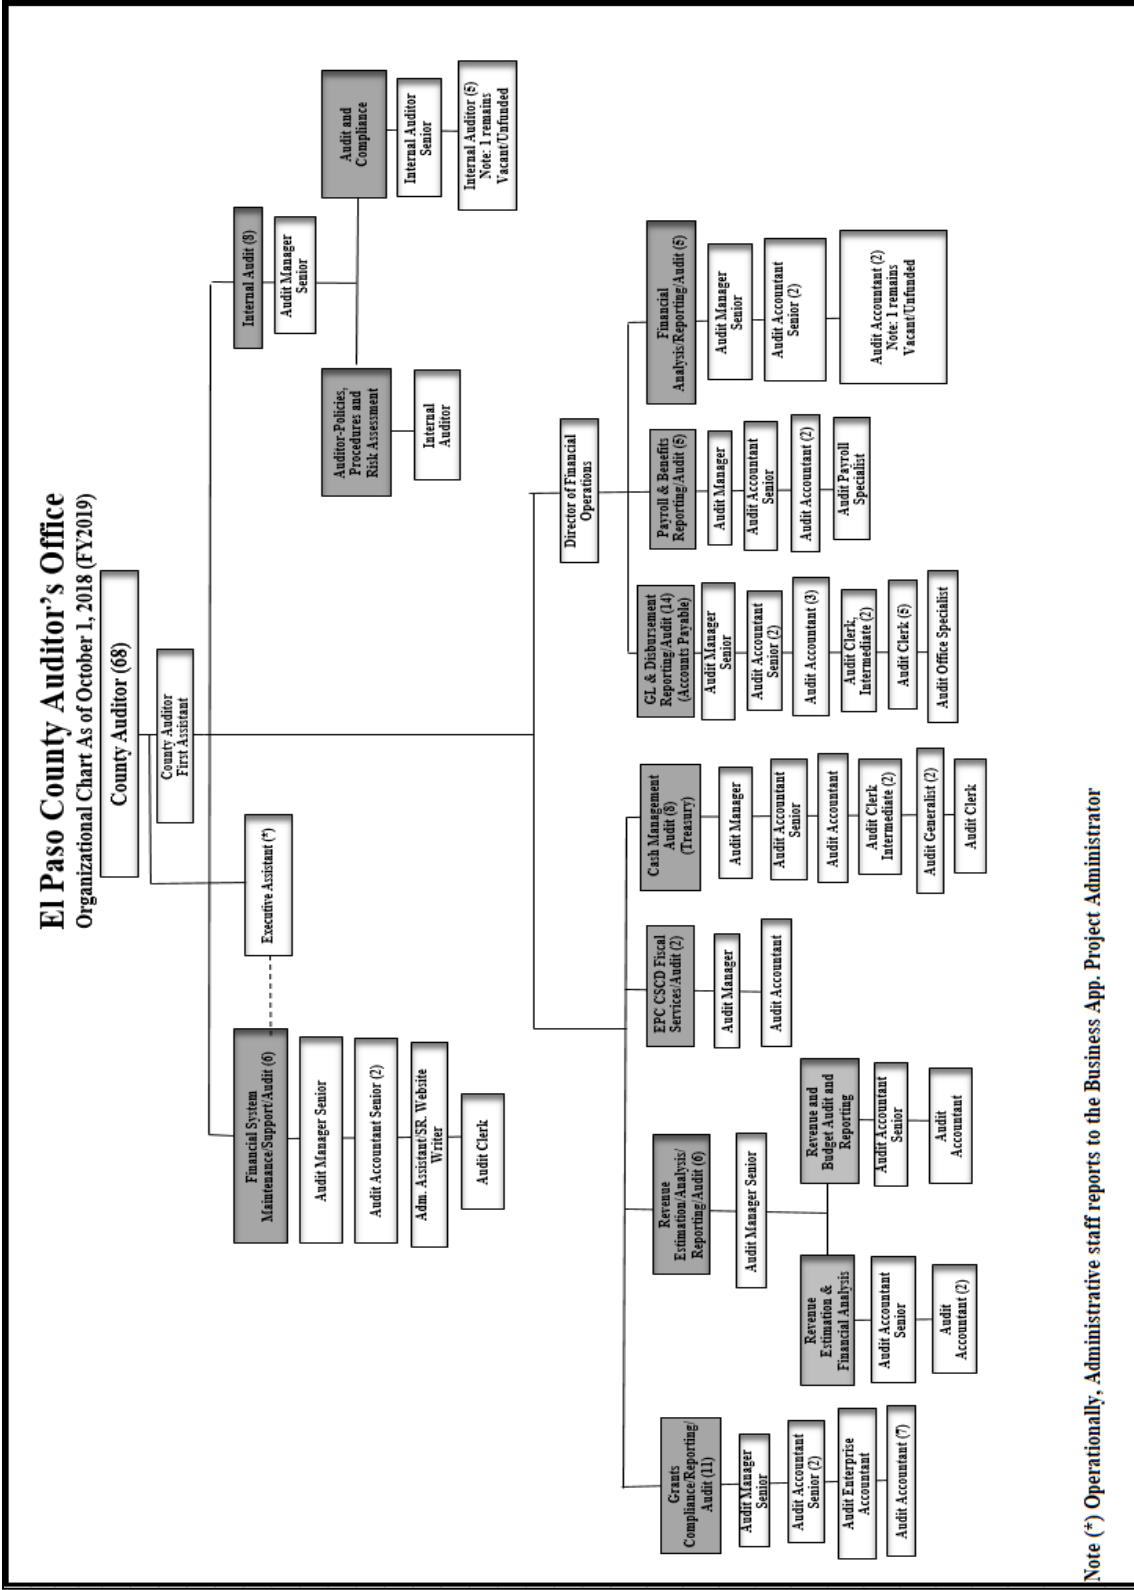 El Paso County Auditor's Office
Organizational Chart As of October 1, 2018 (FY2019)
County Auditor (68)
County Auditor
First Assistant
Executive Assistant (*)
Financial System
Maintenance/Support/Audit (6)
Audit Manager Senior
Audit Accountant Senior (2)
Adm. Assistant/SR. Website
Writer
Audit Clerk
Internal Audit (8)
Audit Manager
Senior
Auditor-Policies,
Procedures and
Risk Assessment
Internal
Auditor
Audit and
Compliance
Internal Auditor
Senior
Internal Auditor (5)
Note: 1 remains
Vacant/Unfunded
Director of Financial
Operations
Grants
Compliance/Reporting/
Audit (11)
Audit Manager
Senior
Audit Accountant
Senior (2)
Audit Enterprise
Accountant
Audit Accountant (7)
Revenue
Estimation/Analysis/
Reporting/Audit (6)
Audit Manager Senior
Revenue
Estimation &
Financial Analysis
Audit Accountant
Senior
Audit
Accountant (2)
Revenue and
Budget Audit and
Reporting
Audit Accountant
Senior
Audit
Accountant
EPC CSCD Fiscal
Services/Audit (2)
Audit Manager
Audit Accountant
Cash Management
Audit (8)
(Treasury)
Audit Manager
Audit Accountant
Senior
Audit Accountant
Audit Clerk
Intermediate (2)
Audit Generalist (2)
Audit Clerk
GL & Disbursement
Reporting/Audit (14)
(Accounts Payable)
Audit Manager
Senior
Audit Accountant
Senior (2)
Audit Accountant (3)
Audit Clerk,
Intermediate (2)
Audit Clerk (5)
Audit Office Specialist
Payroll & Benefits
Reporting/Audit (5)
Audit Manager
Audit Accountant
Senior
Audit Accountant (2)
Audit Payroll
Specialist
Financial
Analysis/Reporting/Audit (5)
Audit Manager
Senior
Audit Accountant
Senior (2)
Audit Accountant (2)
Note: 1 remains
Vacant/Unfunded
Note (*) Operationally, Administrative staff reports to the Business App. Project Administrator